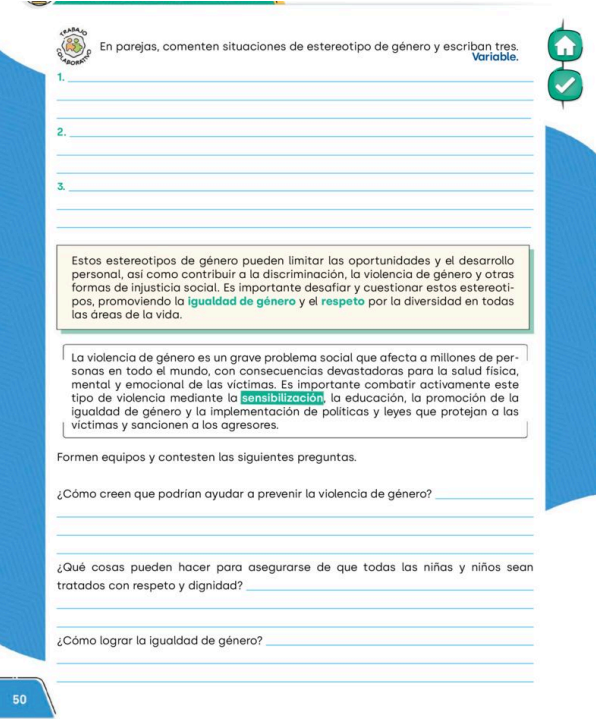 TRABAJO
COLABORATIVO
En parejas, comenten situaciones de estereotipo de género y escriban tres.
Variable.
1.
2.
3.
Estos estereotipos de género pueden limitar las oportunidades y el desarrollo
personal, así como contribuir a la discriminación, la violencia de género y otras
formas de injusticia social. Es importante desafiar y cuestionar estos estereoti-
pos, promoviendo la igualdad de género y el respeto por la diversidad en todas
las áreas de la vida.
La violencia de género es un grave problema social que afecta a millones de per-
sonas en todo el mundo, con consecuencias devastadoras para la salud física,
mental y emocional de las víctimas. Es importante combatir activamente este
tipo de violencia mediante la sensibilización, la educación, la promoción de la
igualdad de género y la implementación de políticas y leyes que protejan a las
víctimas y sancionen a los agresores.
Formen equipos y contesten las siguientes preguntas.
¿Cómo creen que podrían ayudar a prevenir la violencia de género?
¿Qué cosas pueden hacer para asegurarse de que todas las niñas y niños sean
tratados con respeto y dignidad?
¿Cómo lograr la igualdad de género?
50